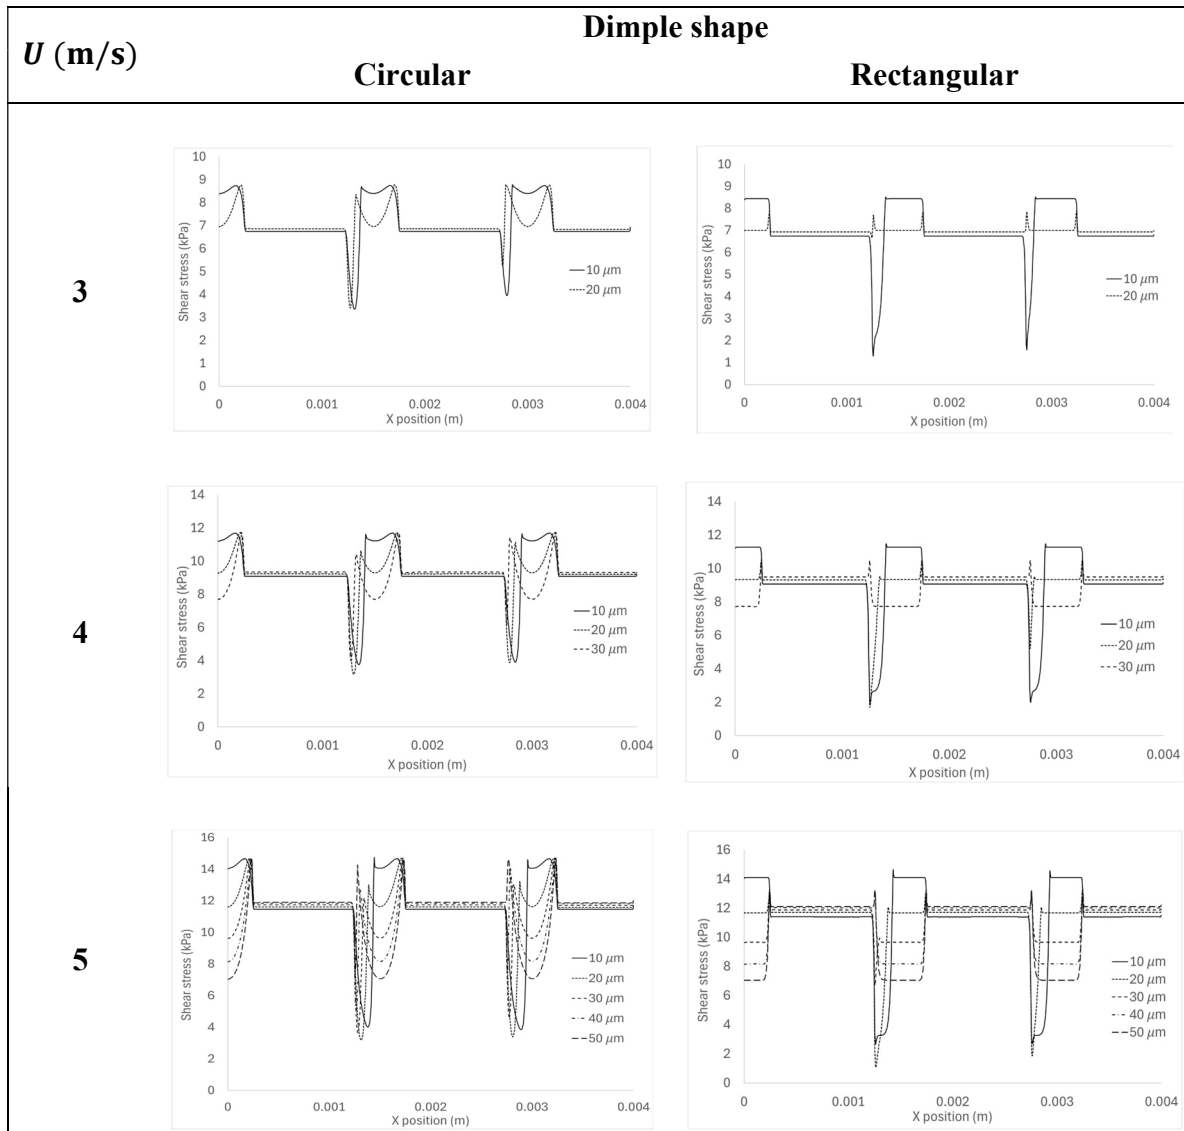 Dimple shape
U (m/s)
Circular
Rectangular
3
10
9
8
7
6
5
4
3
2
1
0
Shear stress (kPa)
10 μm
20 μm
0
0.001
0.002
0.003
0.004
X position (m)
10
9
8
7
6
5
4
3
2
1
0
Shear stress (kPa)
10 μm
20 μm
0
0.001
0.002
0.003
0.004
X position (m)
4
14
12
10
8
6
4
2
0
Shear stress (kPa)
10 μm
20 μm
30 μm
0
0.001
0.002
0.003
0.004
X position (m)
14
12
10
8
6
4
2
0
Shear stress (kPa)
10 μm
20 μm
30 μm
0
0.001
0.002
0.003
0.004
X position (m)
5
16
14
12
10
8
6
4
2
0
Shear stress (kPa)
10 μm
20 μm
30 μm
40 μm
50 μm
0
0.001
0.002
0.003
0.004
X position (m)
16
14
12
10
8
6
4
2
0
Shear stress (kPa)
10 μm
20 μm
30 μm
40 μm
50 μm
0
0.001
0.002
0.003
0.004
X position (m)